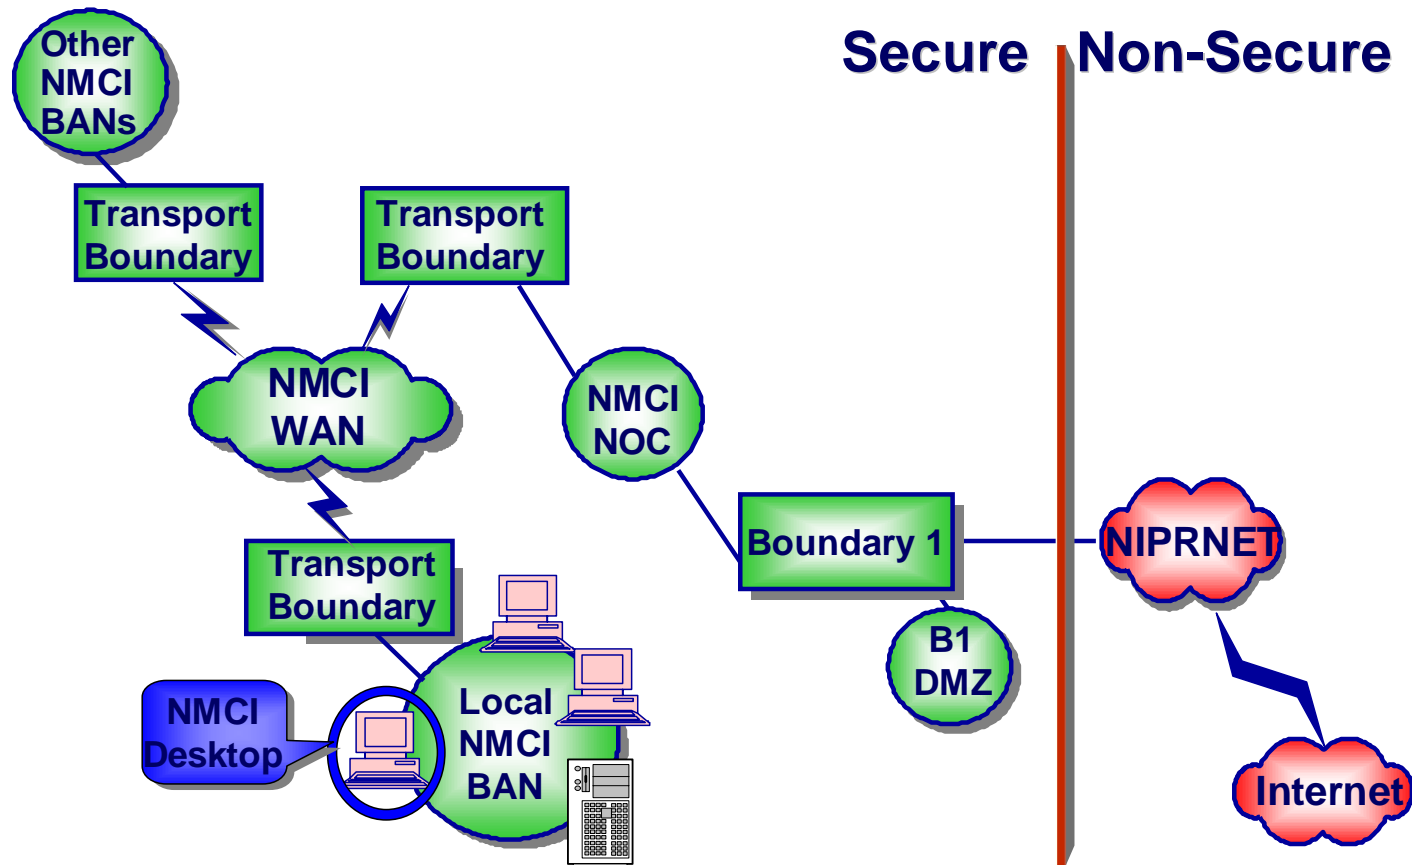 Other
NMCI
BANs
Secure
Non-Secure
Transport
Boundary
Transport
Boundary
NMCI
WAN
NMCI
NOC
Boundary 1
NIPRNET
Transport
Boundary
B1
DMZ
NMCI
Desktop
Local
NMCI
BAN
Internet